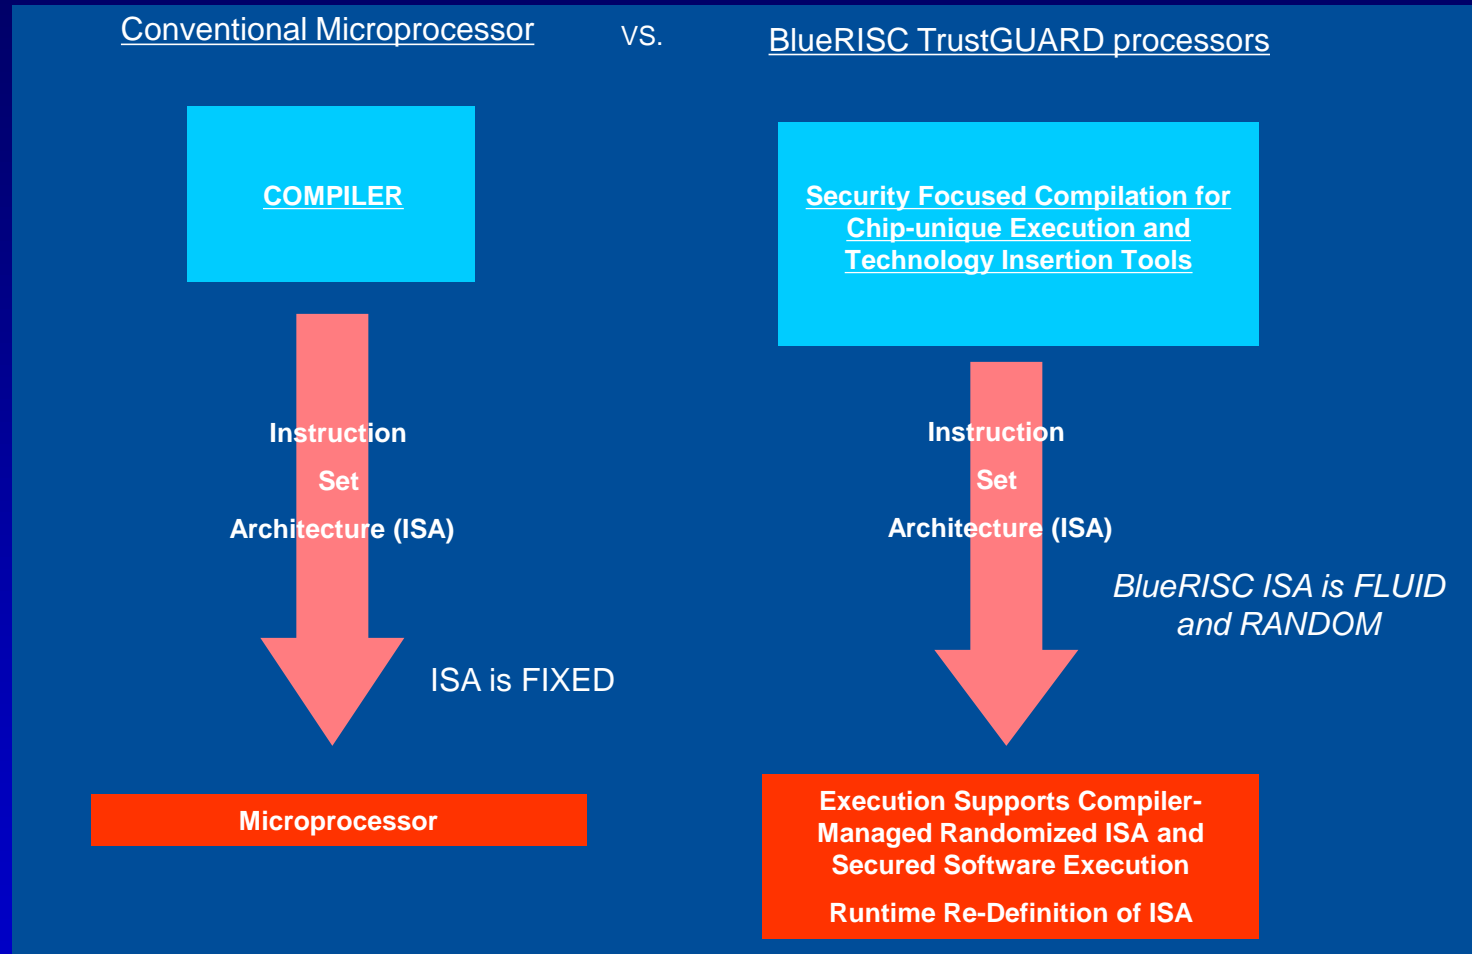 Conventional Microprocessor
VS.
BlueRISC TrustGUARD processors
COMPILER
Instruction
Set
Architecture (ISA)
ISA is FIXED
Microprocessor
Security Focused Compilation for
Chip-unique Execution and
Technology Insertion Tools
Instruction
Set
Architecture (ISA)
BlueRISC ISA is FLUID
and RANDOM
Execution Supports Compiler-
Managed Randomized ISA and
Secured Software Execution
Runtime Re-Definition of ISA